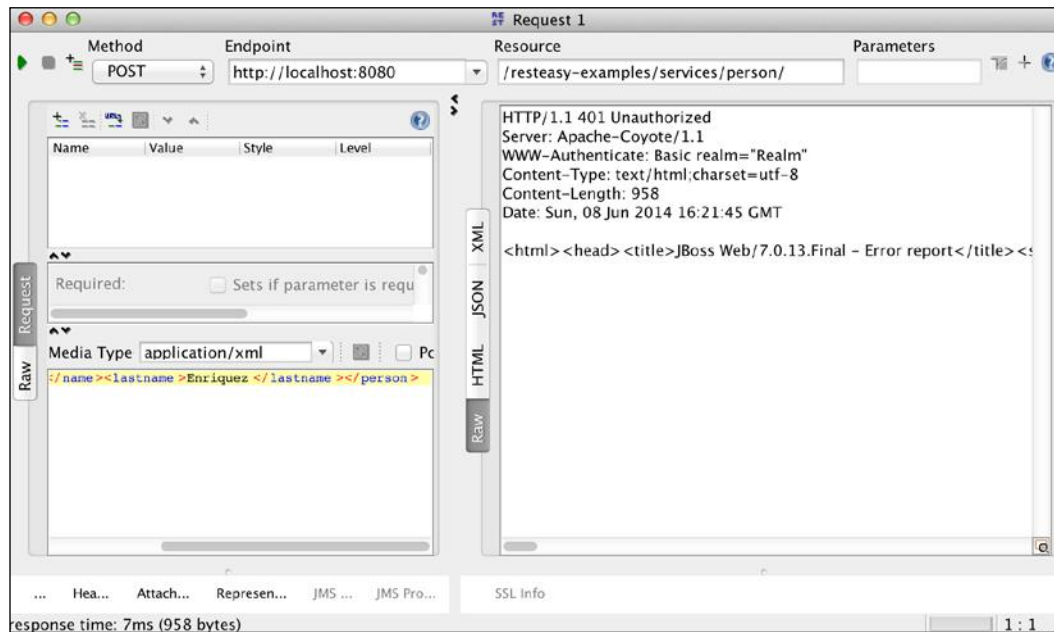 REST Request 1
Method Endpoint Resource Parameters
POST http://localhost:8080 /resteasy-examples/services/person/
Name Value Style Level
Required: Sets if parameter is requ
Media Type application/xml Po
</name><lastname >Enriquez </lastname ></person >
Request
Raw
XML
JSON
HTML
Raw
HTTP/1.1 401 Unauthorized
Server: Apache-Coyote/1.1
WWW-Authenticate: Basic realm="Realm"
Content-Type: text/html;charset=utf-8
Content-Length: 958
Date: Sun, 08 Jun 2014 16:21:45 GMT
<html><head><title>JBoss Web/7.0.13.Final - Error report</title><s
... Hea... Attach... Represen... JMS ... JMS Pro... SSL Info
response time: 7ms (958 bytes) 1 : 1